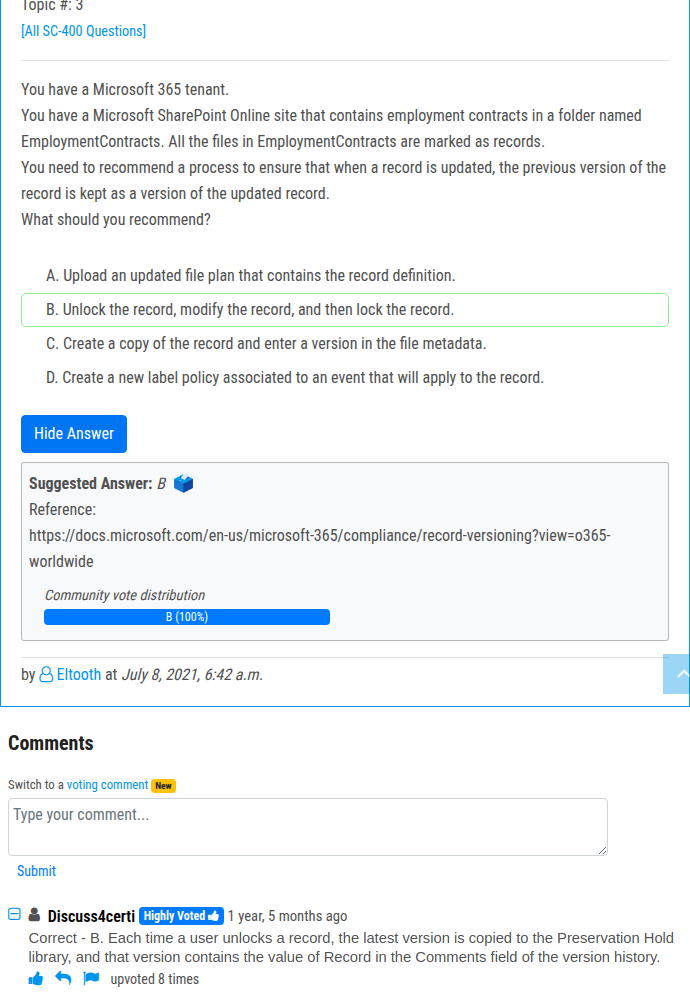 Topic #: 3
[All SC-400 Questions]
You have a Microsoft 365 tenant.
You have a Microsoft SharePoint Online site that contains employment contracts in a folder named
EmploymentContracts. All the files in EmploymentContracts are marked as records.
You need to recommend a process to ensure that when a record is updated, the previous version of the
record is kept as a version of the updated record.
What should you recommend?
A. Upload an updated file plan that contains the record definition.
B. Unlock the record, modify the record, and then lock the record.
C. Create a copy of the record and enter a version in the file metadata.
D. Create a new label policy associated to an event that will apply to the record.
Hide Answer
Suggested Answer: B
Reference:
https://docs.microsoft.com/en-us/microsoft-365/compliance/record-versioning?view=o365-
worldwide
Community vote distribution
B (100%)
by Eltooth at July 8, 2021, 6:42 a.m.
Comments
Switch to a voting comment New
Type your comment...
Submit
Discuss4certi Highly Voted 1 year, 5 months ago
Correct - B. Each time a user unlocks a record, the latest version is copied to the Preservation Hold
library, and that version contains the value of Record in the Comments field of the version history.
upvoted 8 times